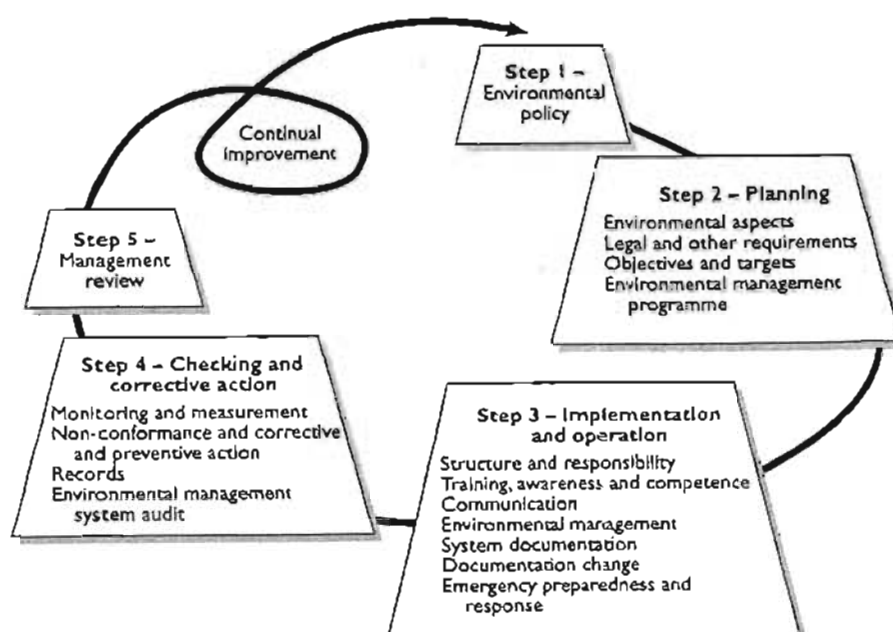 Step 1 –
Environmental
policy
Step 2 – Planning
Environmental aspects
Legal and other requirements
Objectives and targets
Environmental management
programme
Step 3 – Implementation
and operation
Structure and responsibility
Training, awareness and competence
Communication
Environmental management
System documentation
Documentation change
Emergency preparedness and
response
Step 4 – Checking and
corrective action
Monitoring and measurement
Non-conformance and corrective
and preventive action
Records
Environmental management
system audit
Step 5 –
Management
review
Continual
improvement